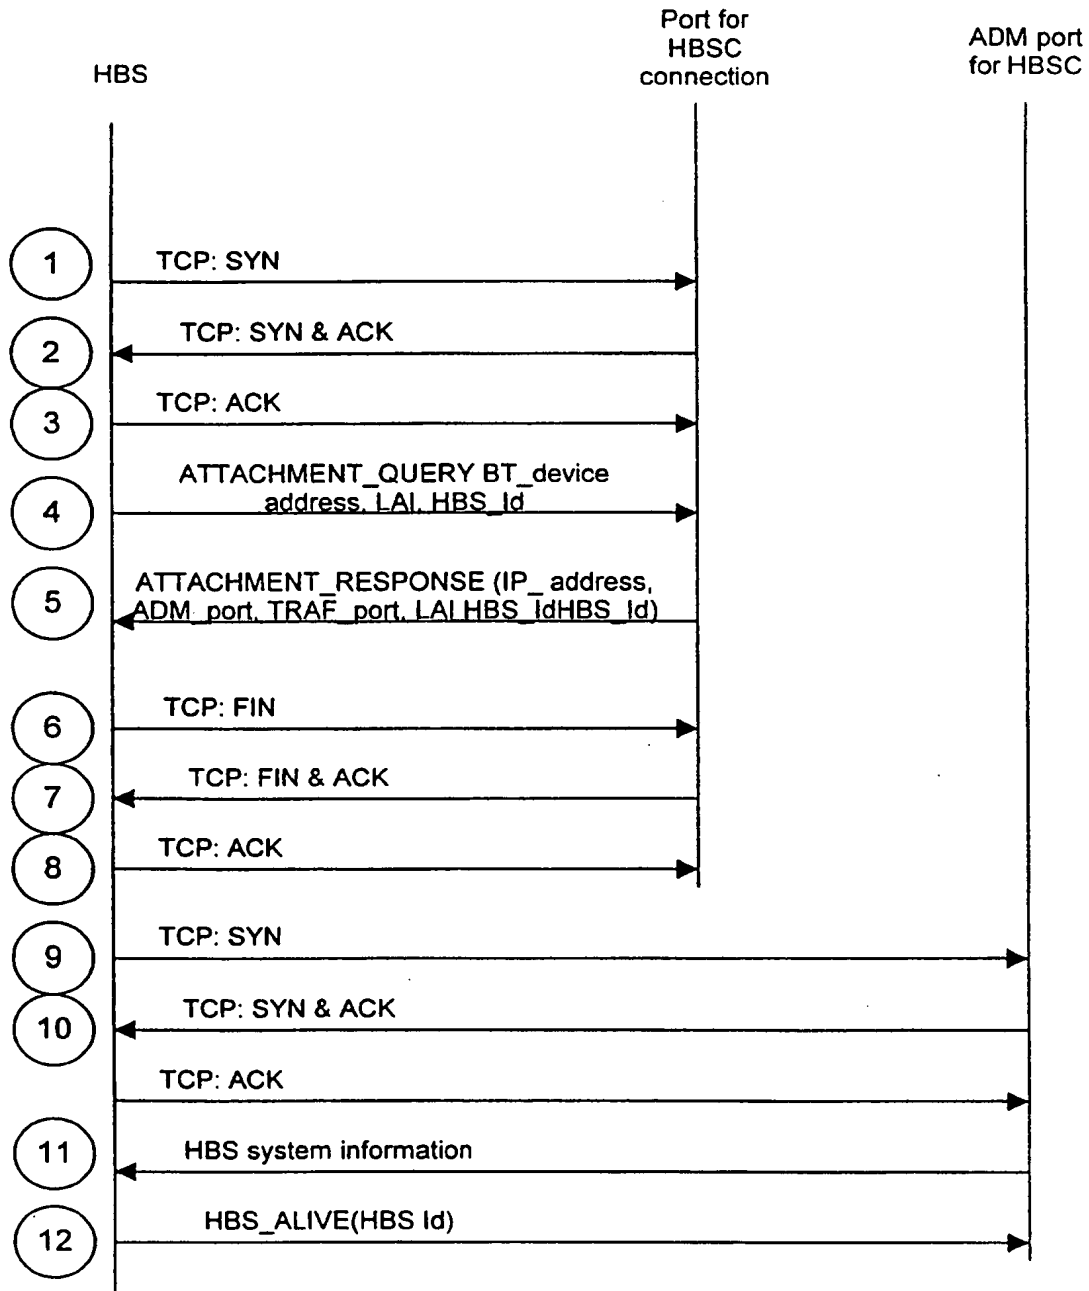 Port for
HBSC
connection
ADM port
for HBSC
HBS
1
TCP: SYN
2
TCP: SYN & ACK
3
TCP: ACK
4
ATTACHMENT_QUERY BT_device
address, LAI, HBS_Id
5
ATTACHMENT_RESPONSE (IP_ address,
ADM_port, TRAF_port, LAI,HBS_IdHBS_Id)
6
TCP: FIN
7
TCP: FIN & ACK
8
TCP: ACK
9
TCP: SYN
10
TCP: SYN & ACK
TCP: ACK
11
HBS system information
12
HBS_ALIVE(HBS Id)